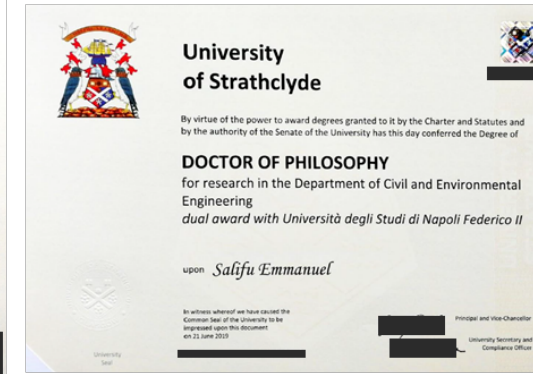 University
of Strathclyde
By virtue of the power to award degrees granted to it by the Charter and Statutes and
by the authority of the Senate of the University has this day conferred the Degree of
DOCTOR OF PHILOSOPHY
for research in the Department of Civil and Environmental
Engineering
dual award with Università degli Studi di Napoli Federico II
upon Salifu Emmanuel
In witness whereof we have caused the
Common Seal of the University to be
impressed upon this document
on 21 June 2019
Principal and Vice-Chancellor
University Secretary and
Compliance Officer
University
Seal